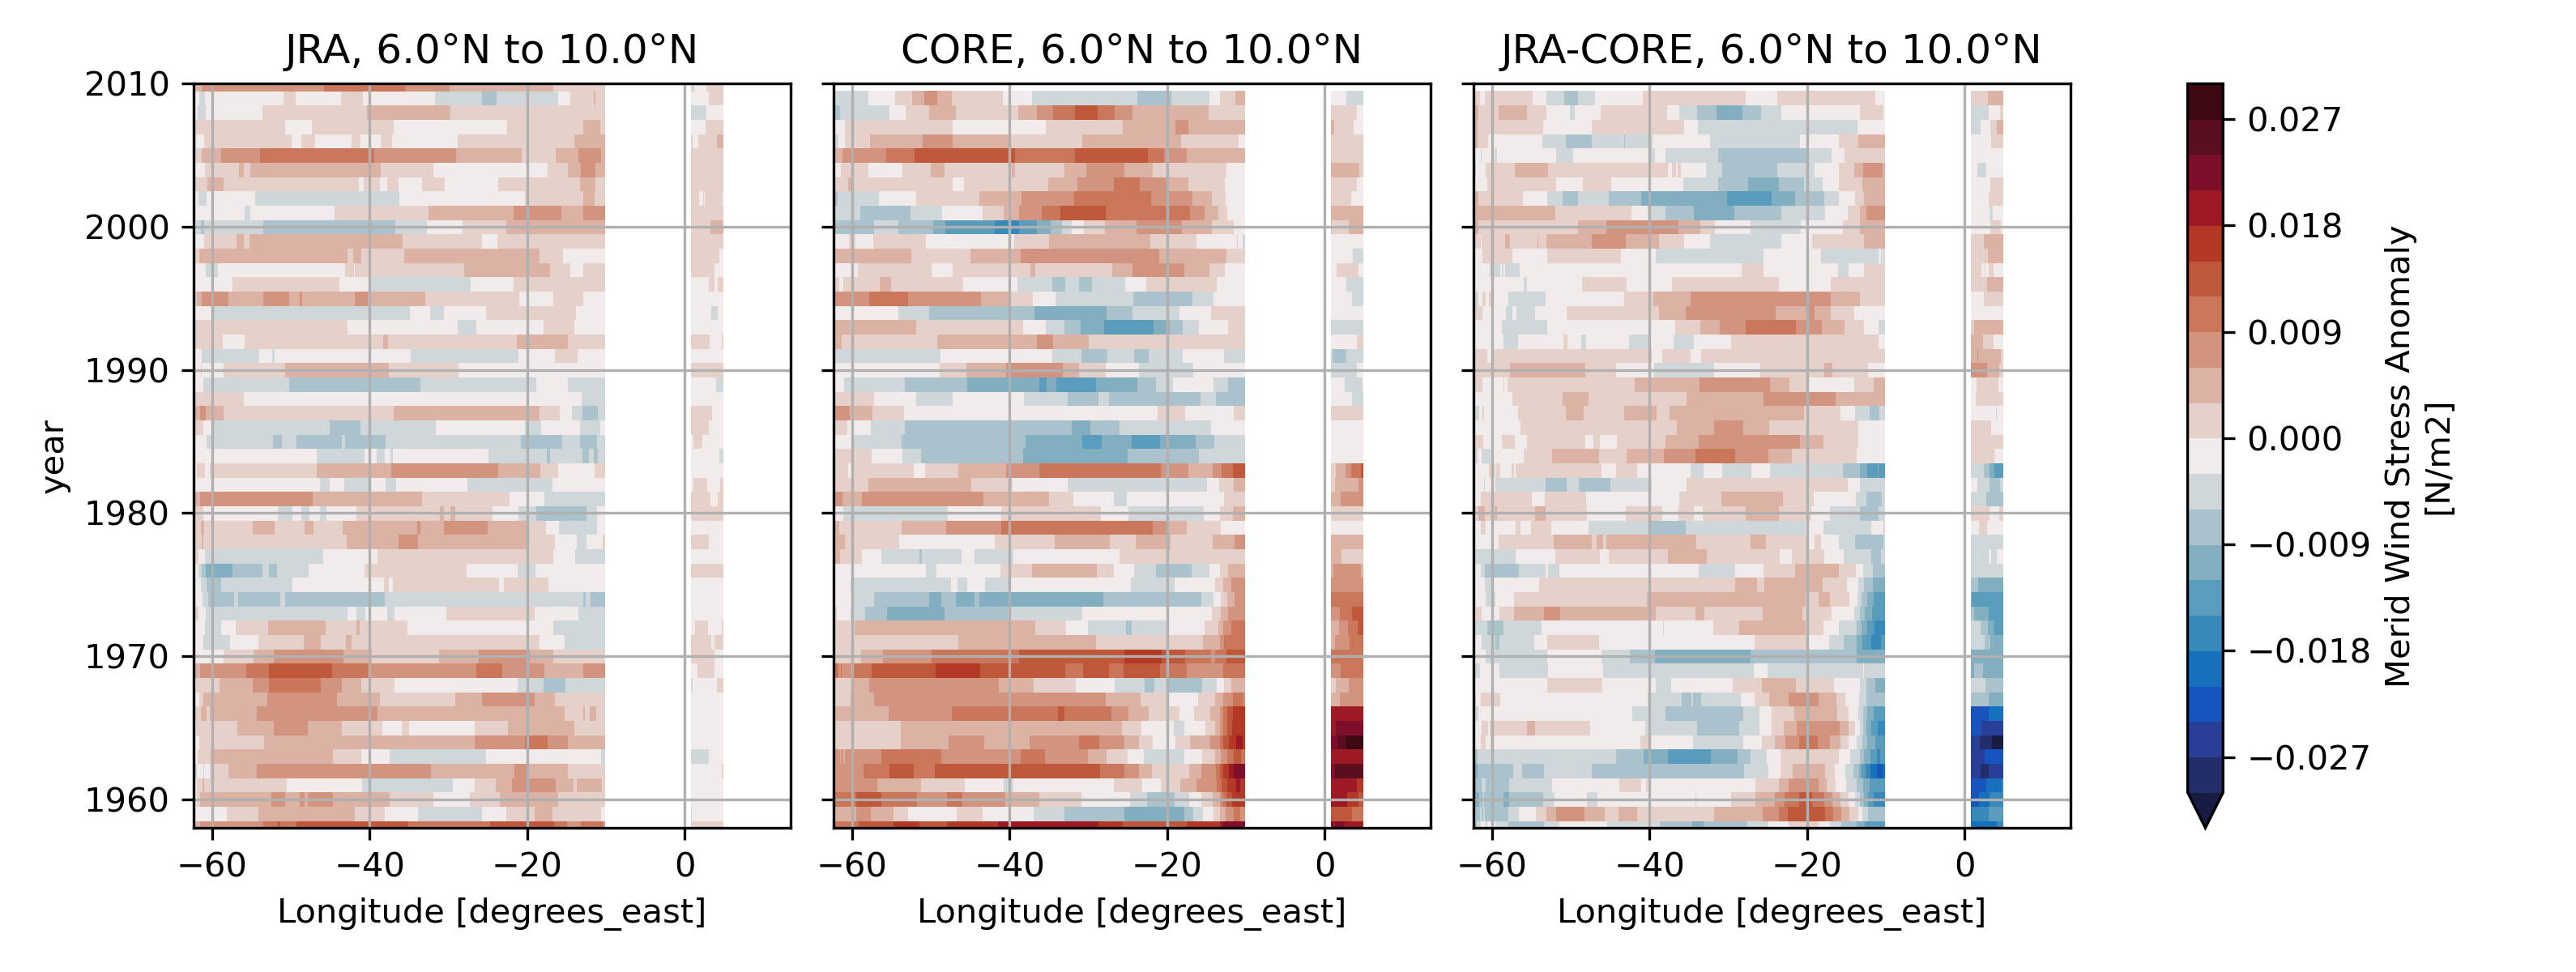 JRA, 6.0°N to 10.0°N
CORE, 6.0°N to 10.0°N
JRA-CORE, 6.0°N to 10.0°N
2010
2000
1990
1980
1970
1960
year
−60
−40
−20
0
Longitude [degrees_east]
−60
−40
−20
0
Longitude [degrees_east]
−60
−40
−20
0
Longitude [degrees_east]
0.027
0.018
0.009
0.000
−0.009
−0.018
−0.027
Merid Wind Stress Anomaly
[N/m2]